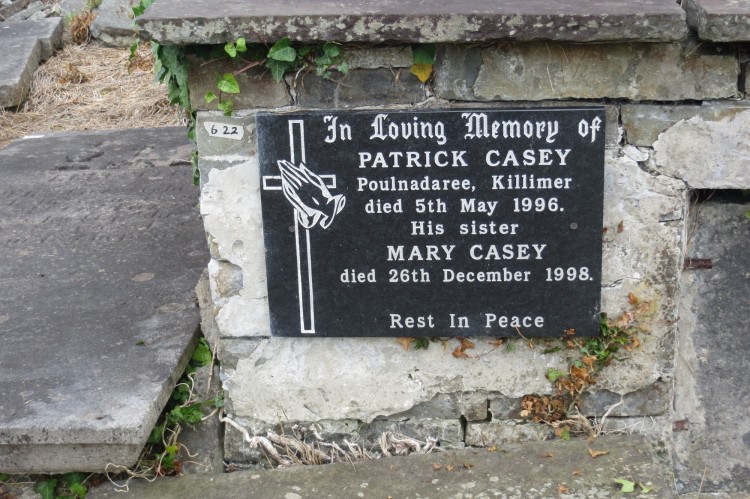 622
In Loving Memory of
PATRICK CASEY
Poulnadaree, Killimer
died 5th May 1996.
His sister
MARY CASEY
died 26th December 1998.
Rest In Peace